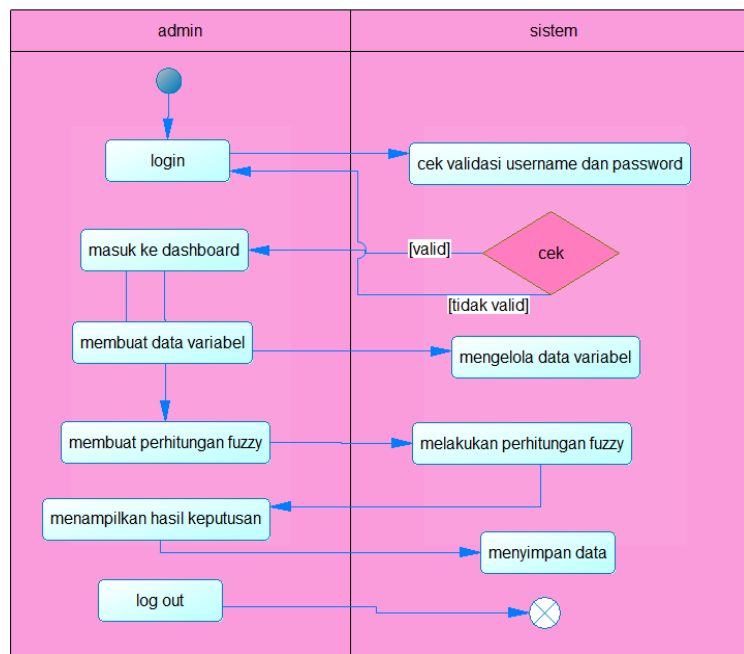 admin
sistem
login
cek validasi username dan password
masuk ke dashboard
[valid]
cek
[tidak valid]
membuat data variabel
mengelola data variabel
membuat perhitungan fuzzy
melakukan perhitungan fuzzy
menampilkan hasil keputusan
menyimpan data
log out